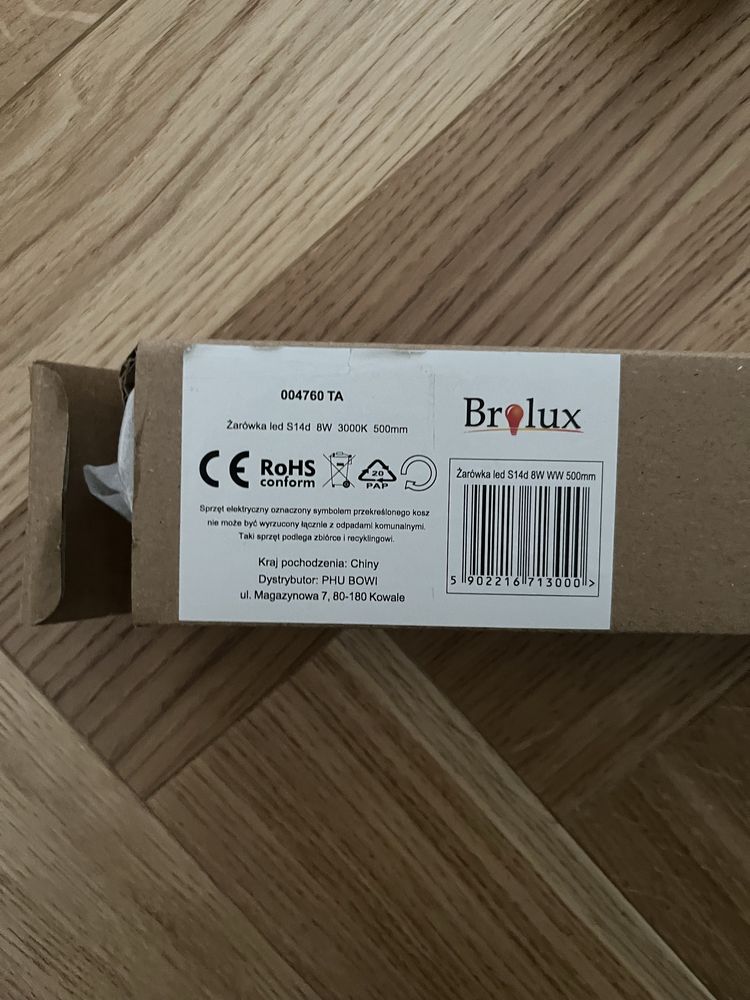 004760 TA
Żarówka led S14d 8W 3000K 500mm
CE RoHS
conform
20
PAP
Sprzęt elektryczny oznaczony symbolem przekreślonego kosz
nie może być wyrzucony łącznie z odpadami komunalnymi.
Taki sprzęt podlega zbiórce i recyklingowi.
Kraj pochodzenia: Chiny
Dystrybutor: PHU BOWI
ul. Magazynowa 7, 80-180 Kowale
Brolux
Żarówka led S14d 8W WW 500mm
5 902216 713000 >